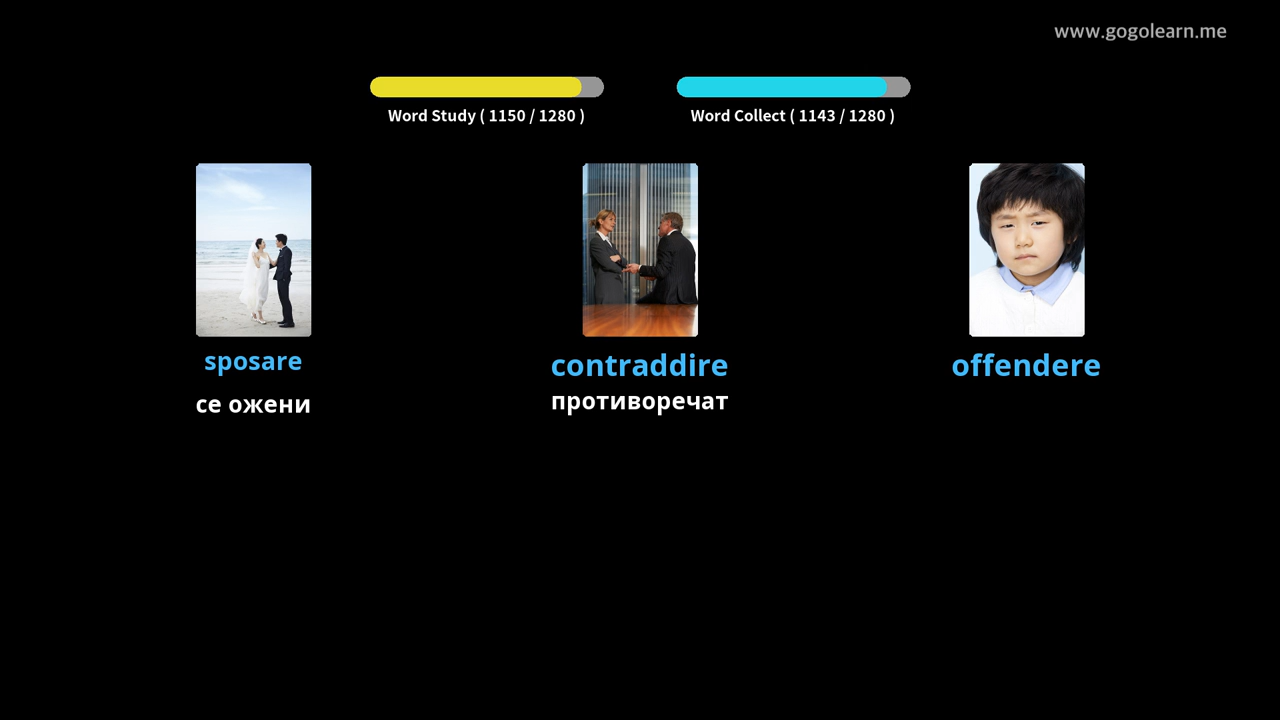 www.gogolearn.me
Word Study ( 1150 / 1280 )
Word Collect ( 1143 / 1280 )
sposare
contraddire
offendere
се ожени
противоречат